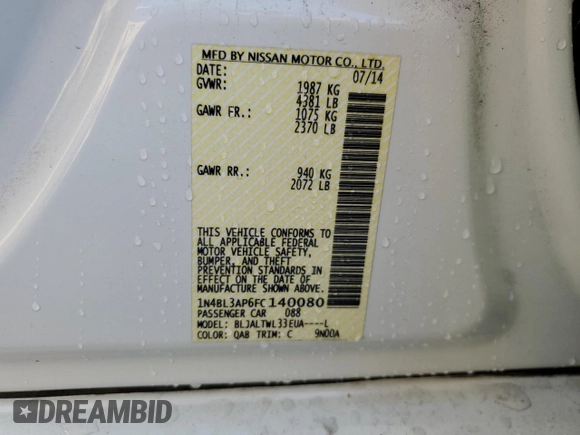 MFD BY NISSAN MOTOR CO., LTD.
DATE: 07/14
GVWR: 1987 KG
4381 LB
GAWR FR.: 1075 KG
2370 LB
GAWR RR.: 940 KG
2072 LB
THIS VEHICLE CONFORMS TO
ALL APPLICABLE FEDERAL
MOTOR VEHICLE SAFETY,
BUMPER, AND THEFT
PREVENTION STANDARDS IN
EFFECT ON THE DATE OF
MANUFACTURE SHOWN ABOVE.
1N4BL3AP6FC140080
PASSENGER CAR 088
MODEL: BLJALTWL33EUA----L
COLOR: QAB TRIM: C 9N00A
DREAMBID